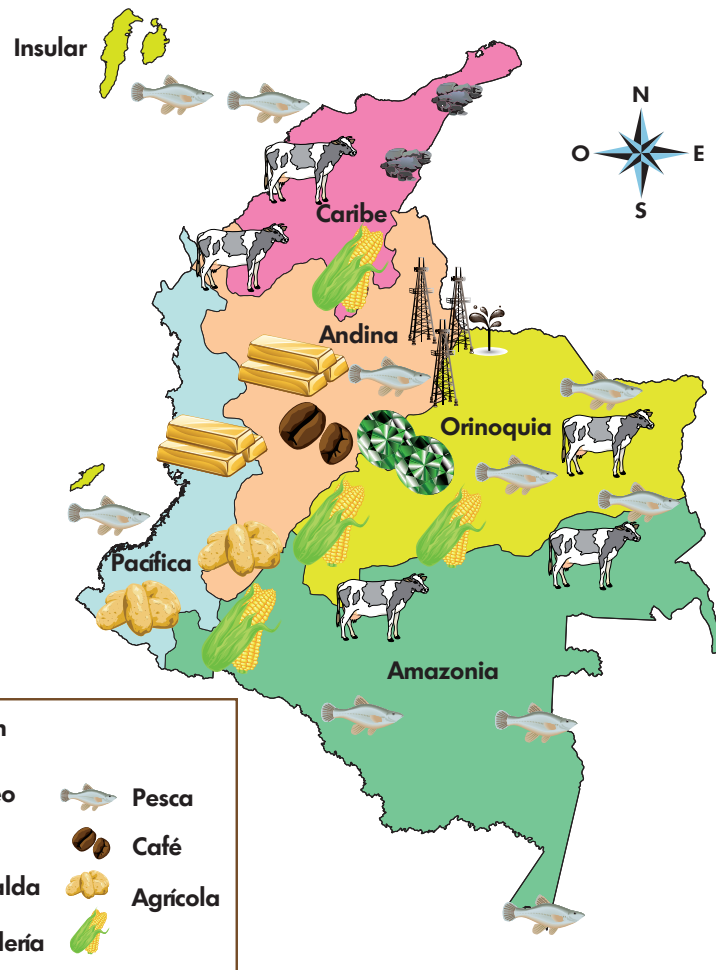 Insular
N
O
E
S
Caribe
Andina
Orinoquia
Pacífica
Amazonia
Pesca
Café
Agrícola